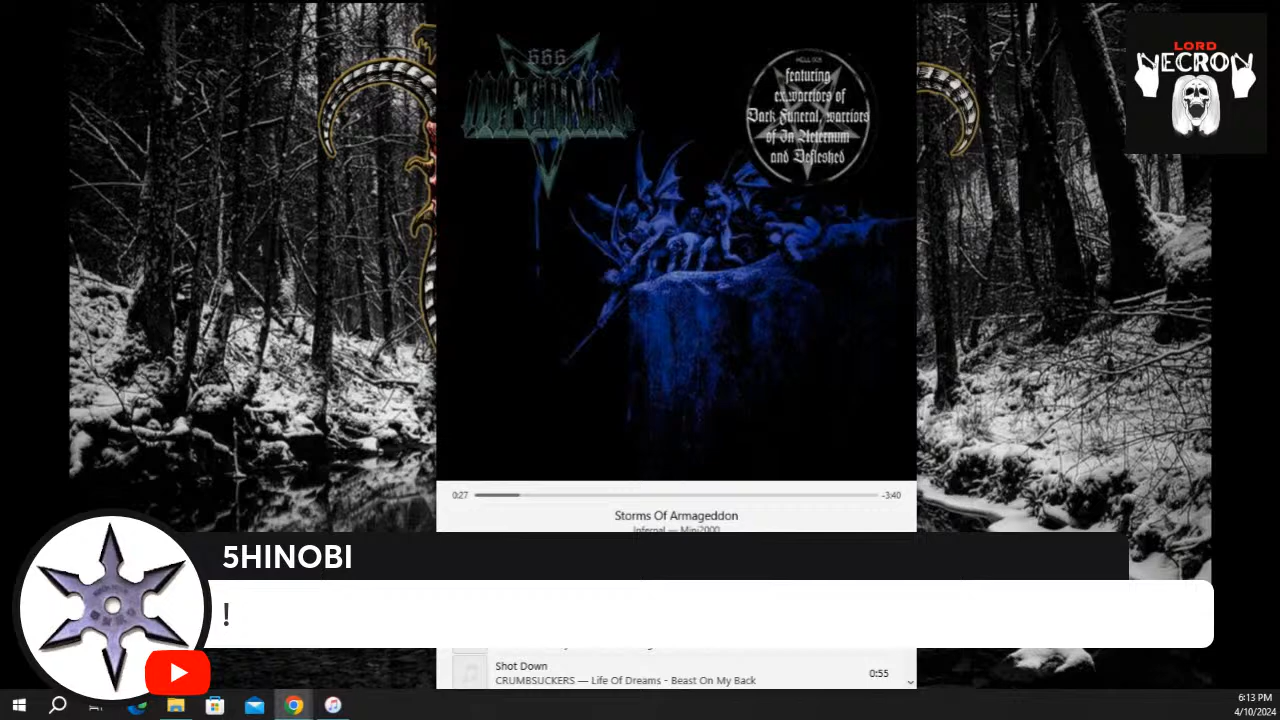 666
INFERNAL
HELL 005
featuring
ex.warriors of
Dark Funeral, warriors
of In Aeternum
and Defleshed
LORD
NECRON
0:27
-3:40
Storms Of Armageddon
Infernal — Mini2000
5HINOBI
!
Shot Down
CRUMBSUCKERS — Life Of Dreams - Beast On My Back
0:55
6:13 PM
4/10/2024